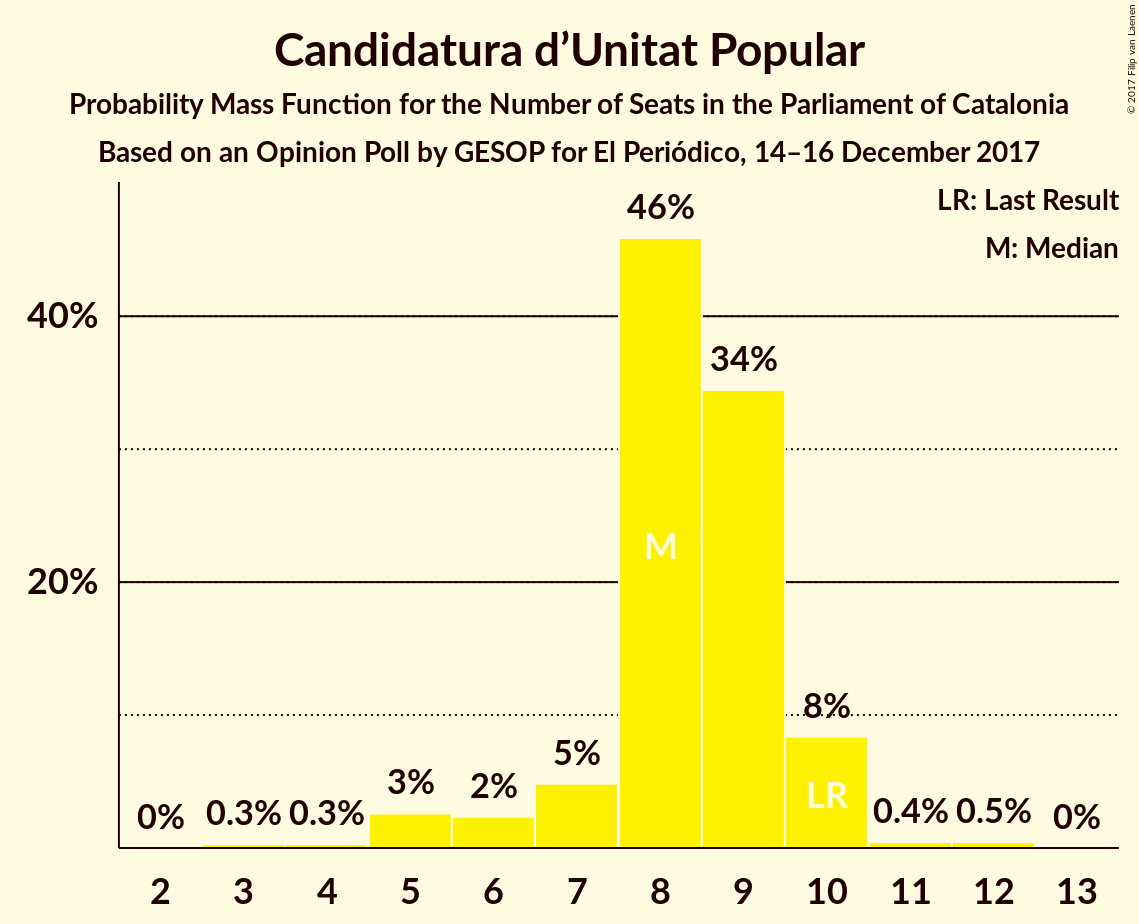 Candidatura d’Unitat Popular
Probability Mass Function for the Number of Seats in the Parliament of Catalonia
Based on an Opinion Poll by GESOP for El Periódico, 14–16 December 2017
© 2017 Filip van Laenen
LR: Last Result
M: Median
46%
40%
34%
M
20%
8%
5%
3%
2%
LR
0%
0.3%
0.3%
0.4%
0.5%
0%
2 3 4 5 6 7 8 9 10 11 12 13